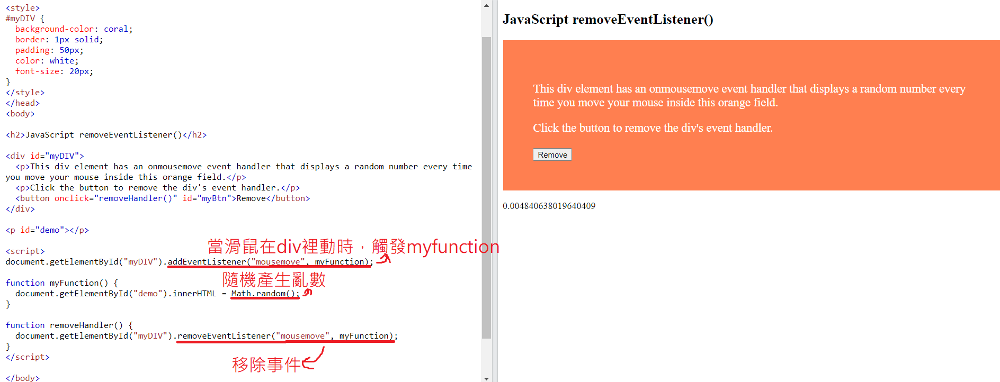 <style>
#myDIV {
  background-color: coral;
  border: 1px solid;
  padding: 50px;
  color: white;
  font-size: 20px;
}
</style>
</head>
<body>
<h2>JavaScript removeEventListener()</h2>
<div id="myDIV">
  <p>This div element has an onmousemove event handler that displays a random number every time
you move your mouse inside this orange field.</p>
  <p>Click the button to remove the div's event handler.</p>
  <button onclick="removeHandler()" id="myBtn">Remove</button>
</div>
<p id="demo"></p>
<script>
當滑鼠在div裡動時，觸發myfunction
document.getElementById("myDIV").addEventListener("mousemove", myFunction);
隨機產生亂數
function myFunction() {
  document.getElementById("demo").innerHTML = Math.random();
}
function removeHandler() {
  document.getElementById("myDIV").removeEventListener("mousemove", myFunction);
}
</script>
移除事件
</body>
JavaScript removeEventListener()
This div element has an onmousemove event handler that displays a random number every
time you move your mouse inside this orange field.
Click the button to remove the div's event handler.
Remove
0.004840638019640409